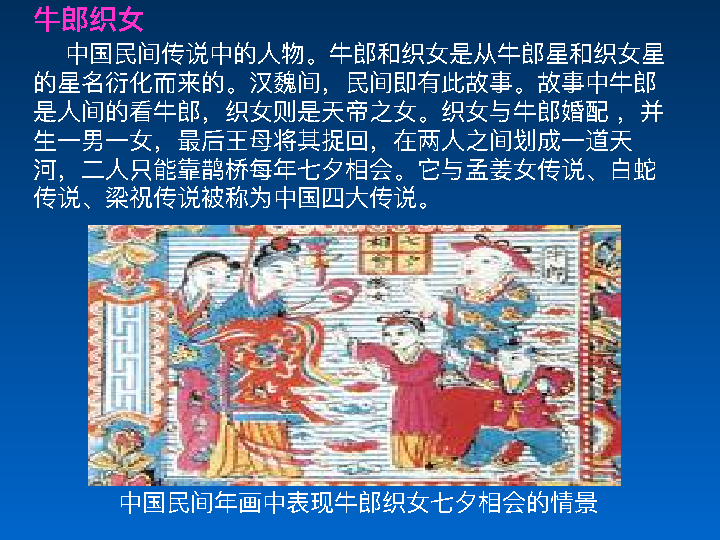 牛郎织女
中国民间传说中的人物。牛郎和织女是从牛郎星和织女星
的星名衍化而来的。汉魏间，民间即有此故事。故事中牛郎
是人间的看牛郎，织女则是天帝之女。织女与牛郎婚配 ，并
生一男一女，最后王母将其捉回，在两人之间划成一道天
河，二人只能靠鹊桥每年七夕相会。它与孟姜女传说、白蛇
传说、梁祝传说被称为中国四大传说。
七夕
相会
牛郎
织女
中国民间年画中表现牛郎织女七夕相会的情景